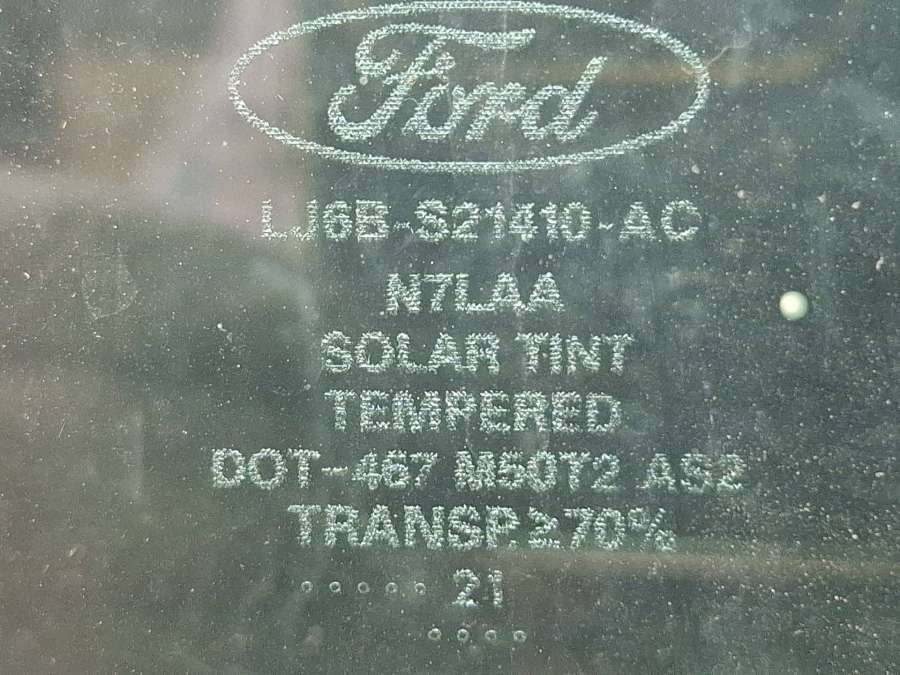 Ford
LJ6B-S21410-AC
N7LAA
SOLAR TINT
TEMPERED
DOT-467 M50T2 AS2
TRANSP.≥70%
21